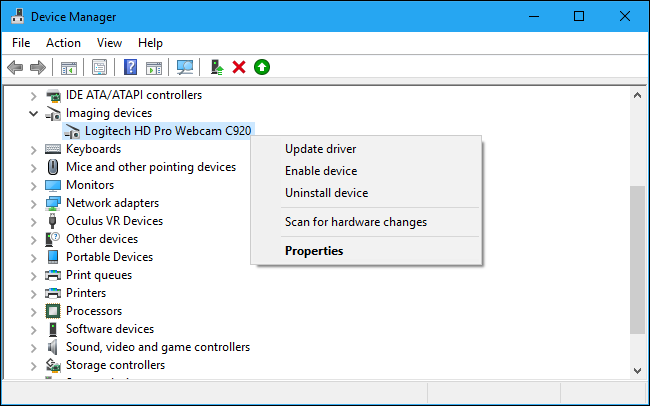 Device Manager
File Action View Help
IDE ATA/ATAPI controllers
Imaging devices
Logitech HD Pro Webcam C920
Keyboards
Mice and other pointing devices
Monitors
Network adapters
Oculus VR Devices
Other devices
Portable Devices
Print queues
Printers
Processors
Software devices
Sound, video and game controllers
Storage controllers
Update driver
Enable device
Uninstall device
Scan for hardware changes
Properties